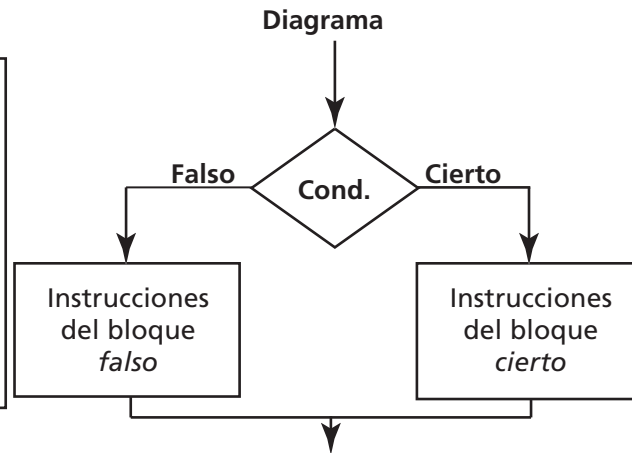 Diagrama
Falso
Cond.
Cierto
Instrucciones
del bloque
falso
Instrucciones
del bloque
cierto